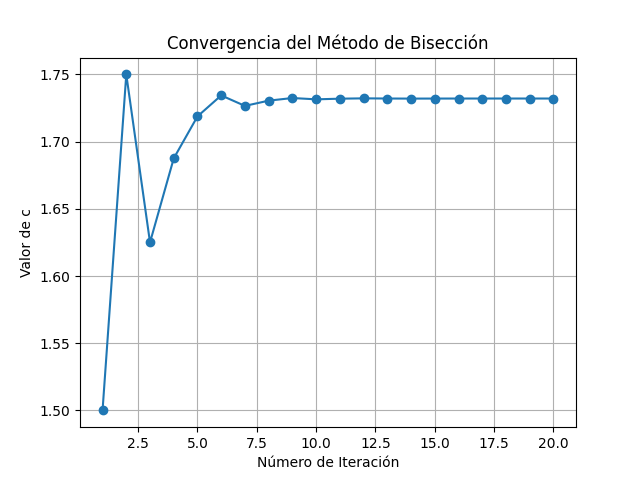 Convergencia del Método de Bisección
1.75
1.70
1.65
1.60
1.55
1.50
Valor de c
2.5 5.0 7.5 10.0 12.5 15.0 17.5 20.0
Número de Iteración